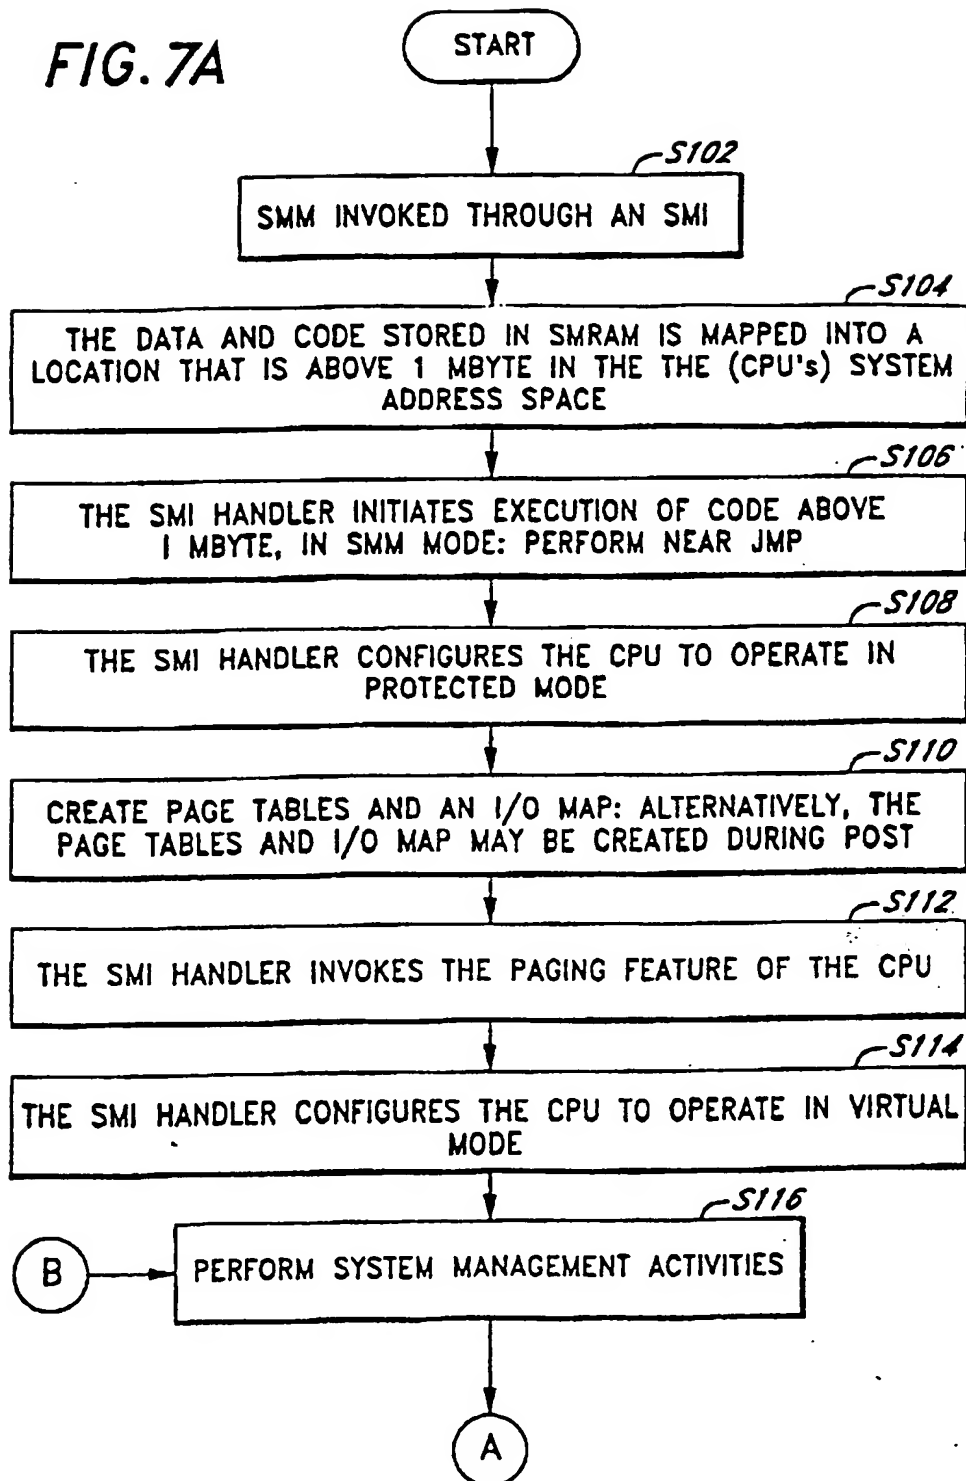 FIG. 7A
START
S102
SMM INVOKED THROUGH AN SMI
S104
THE DATA AND CODE STORED IN SMRAM IS MAPPED INTO A
LOCATION THAT IS ABOVE 1 MBYTE IN THE THE (CPU's) SYSTEM
ADDRESS SPACE
S106
THE SMI HANDLER INITIATES EXECUTION OF CODE ABOVE
1 MBYTE, IN SMM MODE: PERFORM NEAR JMP
S108
THE SMI HANDLER CONFIGURES THE CPU TO OPERATE IN
PROTECTED MODE
S110
CREATE PAGE TABLES AND AN I/O MAP: ALTERNATIVELY, THE
PAGE TABLES AND I/O MAP MAY BE CREATED DURING POST
S112
THE SMI HANDLER INVOKES THE PAGING FEATURE OF THE CPU
S114
THE SMI HANDLER CONFIGURES THE CPU TO OPERATE IN VIRTUAL
MODE
S116
B
PERFORM SYSTEM MANAGEMENT ACTIVITIES
A